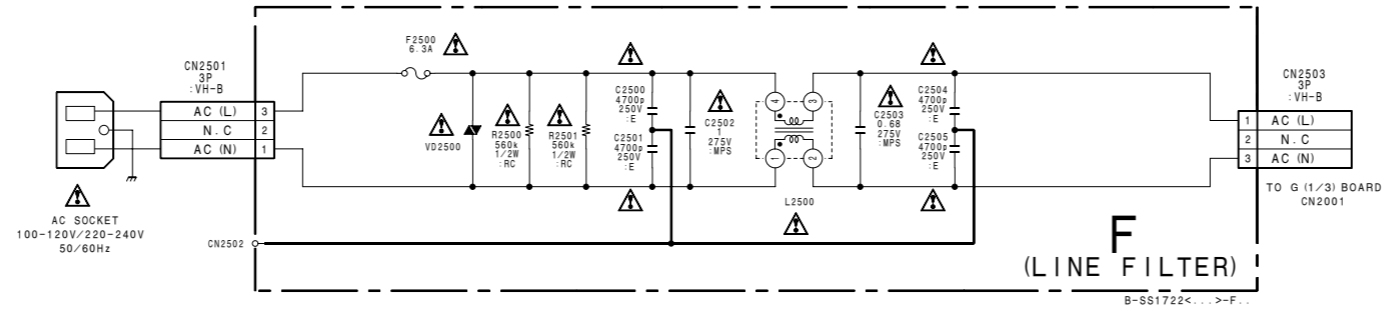 CN2501
3P
:VH-B
AC (L) 3
N.C 2
AC (N) 1
AC SOCKET
100-120V/220-240V
50/60Hz
CN2502
F2500
6.3A
VD2500
R2500
560k
1/2W
:RC
R2501
560k
1/2W
:RC
C2500
4700p
250V
:E
C2501
4700p
250V
:E
C2502
1
275V
:MPS
4 3
1 2
L2500
C2503
0.68
275V
:MPS
C2504
4700p
250V
:E
C2505
4700p
250V
:E
CN2503
3P
:VH-B
1 AC (L)
2 N.C
3 AC (N)
TO G (1/3) BOARD
CN2001
F
(LINE FILTER)
B-SS1722<...>-F..